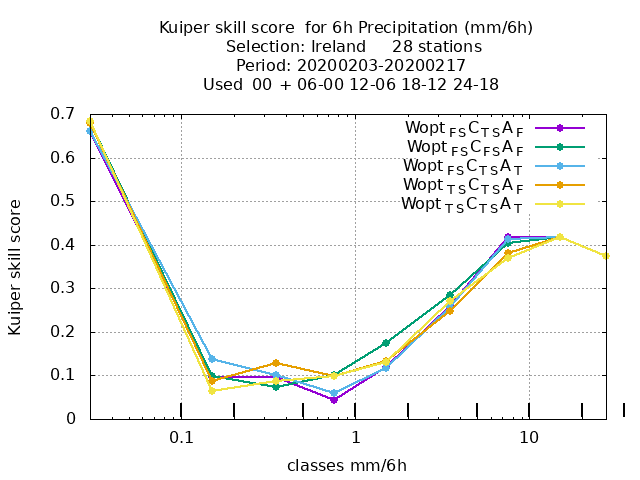 Kuiper skill score  for 6h Precipitation (mm/6h)
Selection: Ireland     28 stations
Period: 20200203-20200217
Used  00 + 06-00 12-06 18-12 24-18
Kuiper skill score
0.7
0.6
0.5
0.4
0.3
0.2
0.1
0
Wopt FS C TS A F
Wopt FS C FS A F
Wopt FS C TS A T
Wopt TS C TS A F
Wopt TS C TS A T
0.1 1 10
classes mm/6h